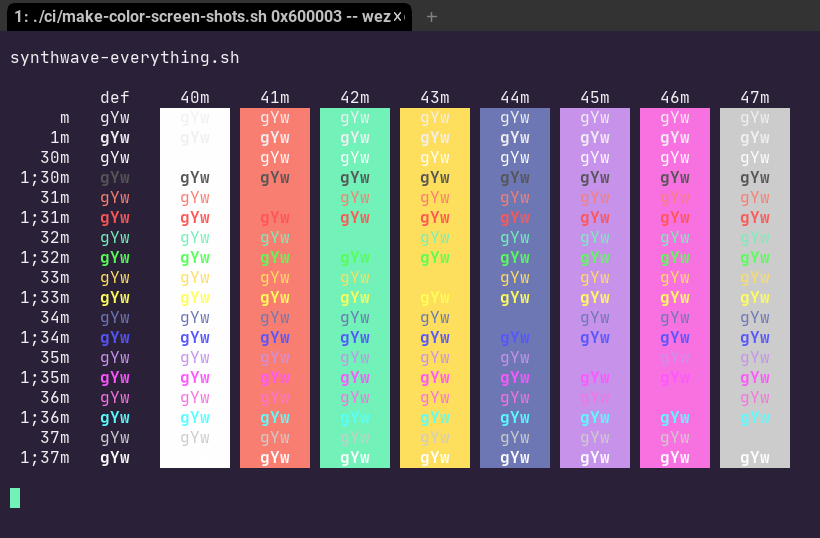 1: ./ci/make-color-screen-shots.sh 0x600003 -- wez
synthwave-everything.sh
def 40m 41m 42m 43m 44m 45m 46m 47m
m gYw gYw gYw gYw gYw gYw gYw gYw gYw
1m gYw gYw gYw gYw gYw gYw gYw gYw gYw
30m gYw gYw gYw gYw gYw gYw gYw gYw
1;30m gYw gYw gYw gYw gYw gYw gYw gYw gYw
31m gYw gYw gYw gYw gYw gYw gYw gYw
1;31m gYw gYw gYw gYw gYw gYw gYw gYw gYw
32m gYw gYw gYw gYw gYw gYw gYw gYw
1;32m gYw gYw gYw gYw gYw gYw gYw gYw gYw
33m gYw gYw gYw gYw gYw gYw gYw gYw
1;33m gYw gYw gYw gYw gYw gYw gYw gYw gYw
34m gYw gYw gYw gYw gYw gYw gYw gYw
1;34m gYw gYw gYw gYw gYw gYw gYw gYw gYw
35m gYw gYw gYw gYw gYw gYw gYw gYw
1;35m gYw gYw gYw gYw gYw gYw gYw gYw gYw
36m gYw gYw gYw gYw gYw gYw gYw gYw
1;36m gYw gYw gYw gYw gYw gYw gYw gYw gYw
37m gYw gYw gYw gYw gYw gYw gYw gYw
1;37m gYw gYw gYw gYw gYw gYw gYw gYw